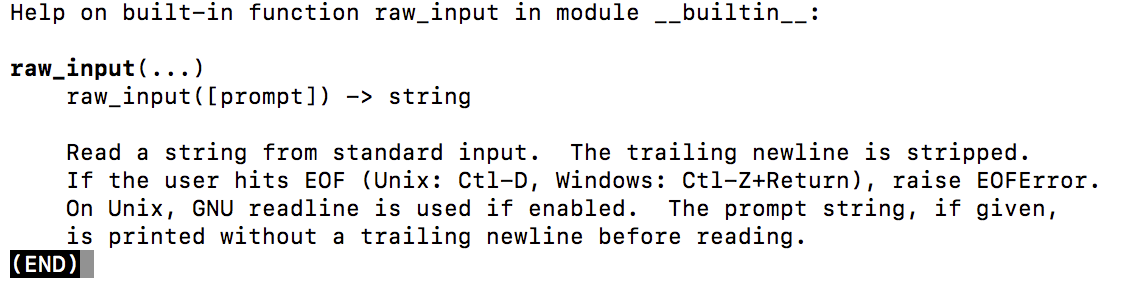 Help on built-in function raw_input in module __builtin__:
raw_input(...)
raw_input([prompt]) -> string
Read a string from standard input.  The trailing newline is stripped.
If the user hits EOF (Unix: Ctl-D, Windows: Ctl-Z+Return), raise EOFError.
On Unix, GNU readline is used if enabled.  The prompt string, if given,
is printed without a trailing newline before reading.
(END)